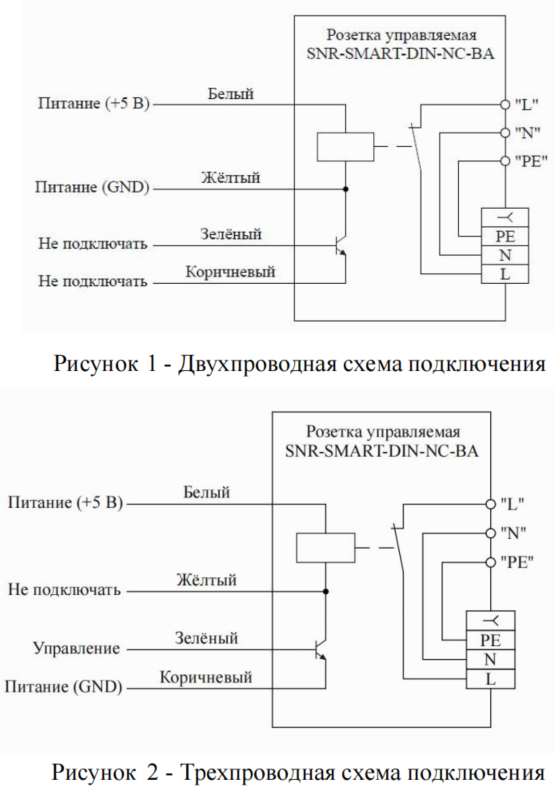 Розетка управляемая
SNR-SMART-DIN-NC-BA
Белый
Питание (+5 В)
"L"
"N"
"PE"
Жёлтый
Питание (GND)
Зелёный
Не подключать
PE
N
L
Коричневый
Не подключать
Рисунок 1 - Двухпроводная схема подключения
Розетка управляемая
SNR-SMART-DIN-NC-BA
Белый
Питание (+5 В)
"L"
"N"
"PE"
Жёлтый
Не подключать
Зелёный
Управление
PE
N
L
Коричневый
Питание (GND)
Рисунок 2 - Трехпроводная схема подключения